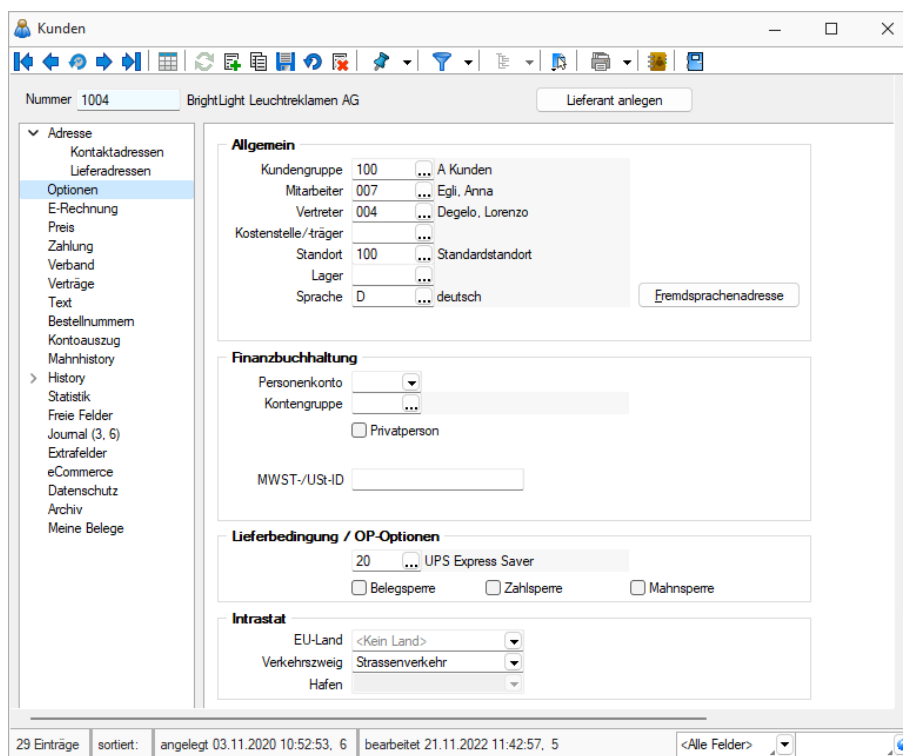 Kunden
Nummer 1004 BrightLight Leuchtreklamen AG Lieferant anlegen
Adresse
Kontaktadressen
Lieferadressen
Optionen
E-Rechnung
Preis
Zahlung
Verband
Verträge
Text
Bestellnummern
Kontoauszug
Mahnhistory
History
Statistik
Freie Felder
Journal (3, 6)
Extrafelder
eCommerce
Datenschutz
Archiv
Meine Belege
Allgemein
Kundengruppe 100 ... A Kunden
Mitarbeiter 007 ... Egli, Anna
Vertreter 004 ... Degelo, Lorenzo
Kostenstelle/-träger ...
Standort 100 ... Standardstandort
Lager ...
Sprache D ... deutsch Fremdsprachenadresse
Finanzbuchhaltung
Personenkonto
Kontengruppe ...
Privatperson
MWST-/USt-ID
Lieferbedingung / OP-Optionen
20 ... UPS Express Saver
Belegsperre Zahlsperre Mahnsperre
Intrastat
EU-Land <Kein Land>
Verkehrszweig Strassenverkehr
Hafen
29 Einträge sortiert: angelegt 03.11.2020 10:52:53, 6 bearbeitet 21.11.2022 11:42:57, 5 <Alle Felder>